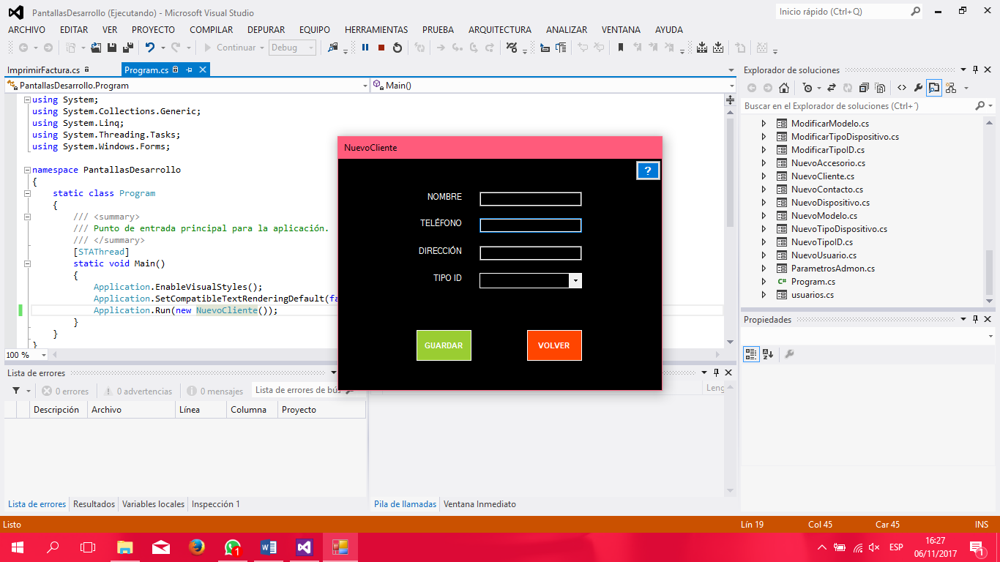 PantallasDesarrollo (Ejecutando) - Microsoft Visual Studio
Inicio rápido (Ctrl+Q)
ARCHIVO EDITAR VER PROYECTO COMPILAR DEPURAR EQUIPO HERRAMIENTAS PRUEBA ARQUITECTURA ANALIZAR VENTANA AYUDA
Continuar Debug
ImprimirFactura.cs Program.cs
PantallasDesarrollo.Program Main()
using System;
using System.Collections.Generic;
using System.Linq;
using System.Threading.Tasks;
using System.Windows.Forms;
namespace PantallasDesarrollo
{
static class Program
{
/// <summary>
/// Punto de entrada principal para la aplicación.
/// </summary>
[STAThread]
static void Main()
{
Application.EnableVisualStyles();
Application.SetCompatibleTextRenderingDefault(fa
Application.Run(new NuevoCliente());
}
}
}
100 %
NuevoCliente
?
NOMBRE
TELÉFONO
DIRECCIÓN
TIPO ID
GUARDAR VOLVER
Explorador de soluciones
Buscar en el Explorador de soluciones (Ctrl+´)
ModificarModelo.cs
ModificarTipoDispositivo.cs
ModificarTipoID.cs
NuevoAccesorio.cs
NuevoCliente.cs
NuevoContacto.cs
NuevoDispositivo.cs
NuevoModelo.cs
NuevoTipoDispositivo.cs
NuevoTipoID.cs
NuevoUsuario.cs
ParametrosAdmon.cs
C# Program.cs
usuarios.cs
Propiedades
Lista de errores
0 errores 0 advertencias 0 mensajes Lista de errores de bús
Descripción Archivo Línea Columna Proyecto
Leng
Lista de errores Resultados Variables locales Inspección 1
Pila de llamadas Ventana Inmediato
Listo Lín 19 Col 45 Car 45 INS
1
ESP
16:27
06/11/2017
1